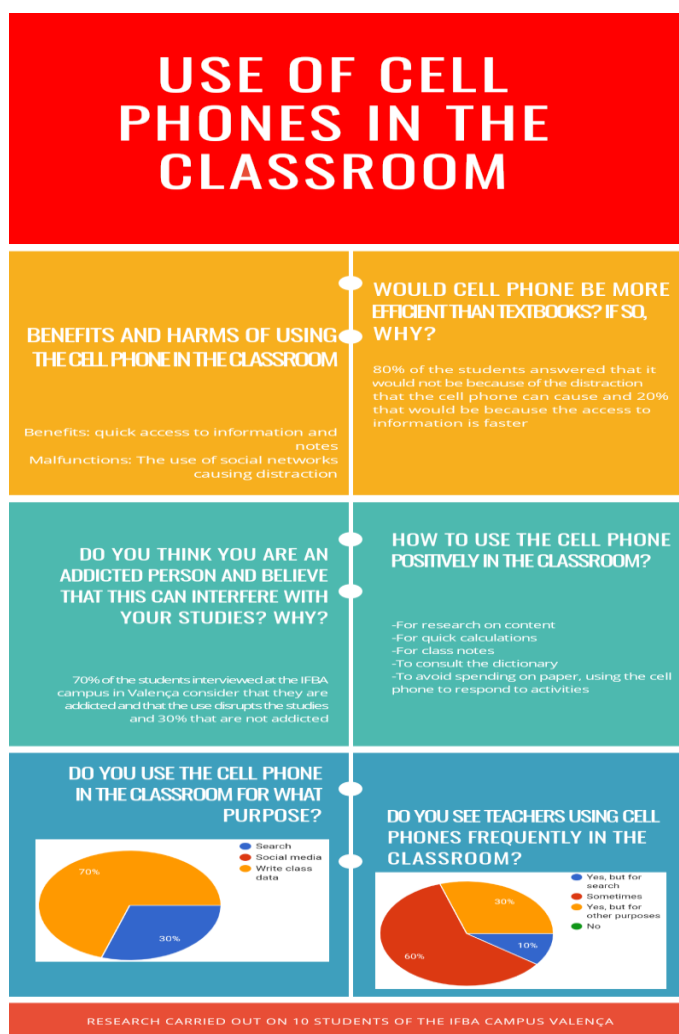 USE OF CELL
PHONES IN THE
CLASSROOM
BENEFITS AND HARMS OF USING
THE CELL PHONE IN THE CLASSROOM
Benefits: quick access to information and
notes
Malfunctions: The use of social networks
causing distraction
WOULD CELL PHONE BE MORE
EFFICIENT THAN TEXTBOOKS? IF SO,
WHY?
80% of the students answered that it
would not be because of the distraction
that the cell phone can cause and 20%
that would be because the access to
information is faster
DO YOU THINK YOU ARE AN
ADDICTED PERSON AND BELIEVE
THAT THIS CAN INTERFERE WITH
YOUR STUDIES? WHY?
70% of the students interviewed at the IFBA
campus in Valença consider that they are
addicted and that the use disrupts the studies
and 30% that are not addicted
HOW TO USE THE CELL PHONE
POSITIVELY IN THE CLASSROOM?
-For research on content
-For quick calculations
-For class notes
-To consult the dictionary
-To avoid spending on paper, using the cell
phone to respond to activities
DO YOU USE THE CELL PHONE
IN THE CLASSROOM FOR WHAT
PURPOSE?
Search
Social media
Write class
data
70%
30%
DO YOU SEE TEACHERS USING CELL
PHONES FREQUENTLY IN THE
CLASSROOM?
Yes, but for
search
Sometimes
Yes, but for
other purposes
No
30%
10%
60%
RESEARCH CARRIED OUT ON 10 STUDENTS OF THE IFBA CAMPUS VALENÇA